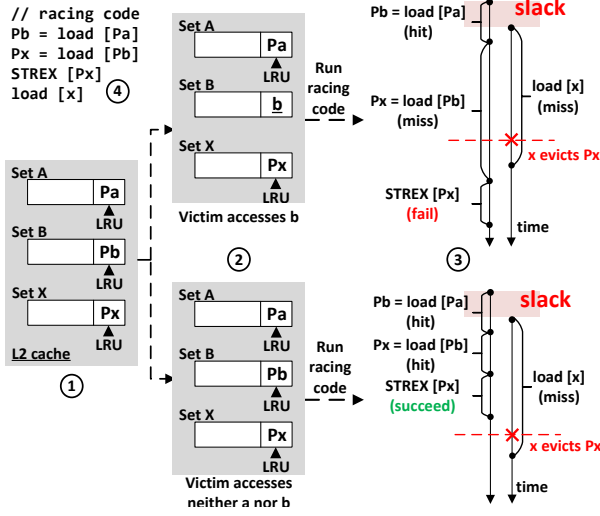 // racing code
Pb = load [Pa]
Px = load [Pb]
STREX [Px]
load [x]
④
Set A
Pa
LRU
Set B
Pb
LRU
Set X
Px
LRU
L2 cache
①
Set A
Pa
LRU
Set B
b
Set X
Px
LRU
Victim accesses b
②
Set A
Pa
LRU
Set B
Pb
LRU
Set X
Px
LRU
Victim accesses
neither a nor b
Run
racing
code
Run
racing
code
slack
Pb = load [Pa]
(hit)
Px = load [Pb]
(miss)
load [x]
(miss)
x evicts Px
STREX [Px]
(fail)
time
③
slack
Pb = load [Pa]
(hit)
Px = load [Pb]
(hit)
STREX [Px]
(succeed)
load [x]
(miss)
x evicts Px
time